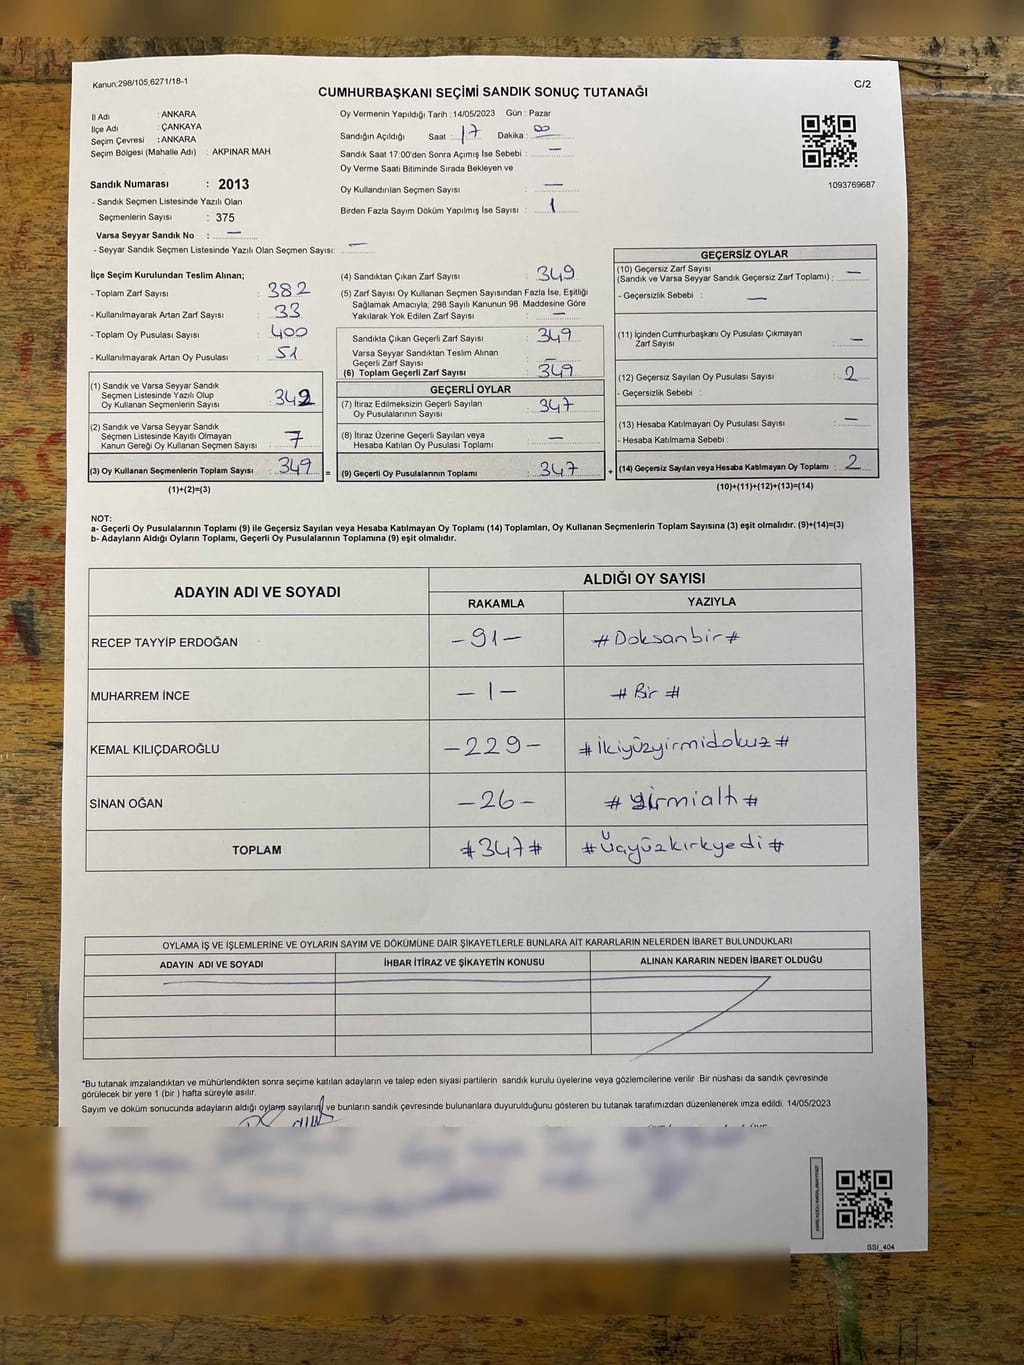 Kanun;298/105,6271/18-1
C/2
CUMHURBAŞKANI SEÇİMİ SANDIK SONUÇ TUTANAĞI
İl Adı : ANKARA
İlçe Adı : ÇANKAYA
Seçim Çevresi : ANKARA
Seçim Bölgesi (Mahalle Adı) : AKPINAR MAH.
Oy Vermenin Yapıldığı Tarih : 14/05/2023 Gün : Pazar
Sandığın Açıldığı Saat : 17 Dakika : 00
Sandık Saat 17:00'den Sonra Açımış İse Sebebi : —
Oy Verme Saati Bitiminde Sırada Bekleyen ve
Oy Kullandırılan Seçmen Sayısı : —
Birden Fazla Sayım Döküm Yapılmış İse Sayısı : 1
1093769687
Sandık Numarası : 2013
- Sandık Seçmen Listesinde Yazılı Olan
Seçmenlerin Sayısı : 375
Varsa Seyyar Sandık No : —
- Seyyar Sandık Seçmen Listesinde Yazılı Olan Seçmen Sayısı: —
İlçe Seçim Kurulundan Teslim Alınan;
- Toplam Zarf Sayısı : 382
- Kullanılmayarak Artan Zarf Sayısı : 33
- Toplam Oy Pusulası Sayısı : 400
- Kullanılmayarak Artan Oy Pusulası : 51
(1) Sandık ve Varsa Seyyar Sandık
Seçmen Listesinde Yazılı Olup
Oy Kullanan Seçmenlerin Sayısı : 342
(2) Sandık ve Varsa Seyyar Sandık
Seçmen Listesinde Kayıtlı Olmayan
Kanun Gereği Oy Kullanan Seçmen Sayısı : 7
(3) Oy Kullanan Seçmenlerin Toplam Sayısı : 349
(1)+(2)=(3)
(4) Sandıktan Çıkan Zarf Sayısı : 349
(5) Zarf Sayısı Oy Kullanan Seçmen Sayısından Fazla İse, Eşitliği
Sağlamak Amacıyla, 298 Sayılı Kanunun 98. Maddesine Göre
Yakılarak Yok Edilen Zarf Sayısı : —
Sandıkta Çıkan Geçerli Zarf Sayısı : 349
Varsa Seyyar Sandıktan Teslim Alınan
Geçerli Zarf Sayısı : —
(6) Toplam Geçerli Zarf Sayısı : 349
GEÇERLİ OYLAR
(7) İtiraz Edilmeksizin Geçerli Sayılan
Oy Pusulalarının Sayısı : 347
(8) İtiraz Üzerine Geçerli Sayılan veya
Hesaba Katılan Oy Pusulası Toplamı : —
= (9) Geçerli Oy Pusulalarının Toplamı : 347
GEÇERSİZ OYLAR
(10) Geçersiz Zarf Sayısı
(Sandık ve Varsa Seyyar Sandık Geçersiz Zarf Toplamı) : —
- Geçersizlik Sebebi : —
(11) İçinden Cumhurbaşkanı Oy Pusulası Çıkmayan
Zarf Sayısı : —
(12) Geçersiz Sayılan Oy Pusulası Sayısı : 2
- Geçersizlik Sebebi :
(13) Hesaba Katılmayan Oy Pusulası Sayısı : —
- Hesaba Katılmama Sebebi :
+ (14) Geçersiz Sayılan veya Hesaba Katılmayan Oy Toplamı : 2
(10)+(11)+(12)+(13)=(14)
NOT:
a- Geçerli Oy Pusulalarının Toplamı (9) ile Geçersiz Sayılan veya Hesaba Katılmayan Oy Toplamı (14) Toplamları, Oy Kullanan Seçmenlerin Toplam Sayısına (3) eşit olmalıdır. (9)+(14)=(3)
b- Adayların Aldığı Oyların Toplamı, Geçerli Oy Pusulalarının Toplamına (9) eşit olmalıdır.
ADAYIN ADI VE SOYADI ALDIĞI OY SAYISI
RAKAMLA YAZIYLA
RECEP TAYYİP ERDOĞAN -91- #Doksanbir#
MUHARREM İNCE -1- #Bir#
KEMAL KILIÇDAROĞLU -229- #İkiyüzyirmidokuz#
SİNAN OĞAN -26- #yirmialtı#
TOPLAM #347# #Üçyüzkırkyedi#
OYLAMA İŞ VE İŞLEMLERİNE VE OYLARIN SAYIM VE DÖKÜMÜNE DAİR ŞİKAYETLERLE BUNLARA AİT KARARLARIN NELERDEN İBARET BULUNDUKLARI
ADAYIN ADI VE SOYADI İHBAR İTİRAZ VE ŞİKAYETİN KONUSU ALINAN KARARIN NEDEN İBARET OLDUĞU
*Bu tutanak imzalandıktan ve mühürlendikten sonra seçime katılan adayların ve talep eden siyasi partilerin sandık kurulu üyelerine veya gözlemcilerine verilir .Bir nüshası da sandık çevresinde
görülecek bir yere 1 (bir ) hafta süreyle asılır.
Sayım ve döküm sonucunda adayların aldığı oyların sayıların ve bunların sandık çevresinde bulunanlara duyurulduğunu gösteren bu tutanak tarafımızdan düzenlenerek imza edildi. 14/05/2023
SSİ_404